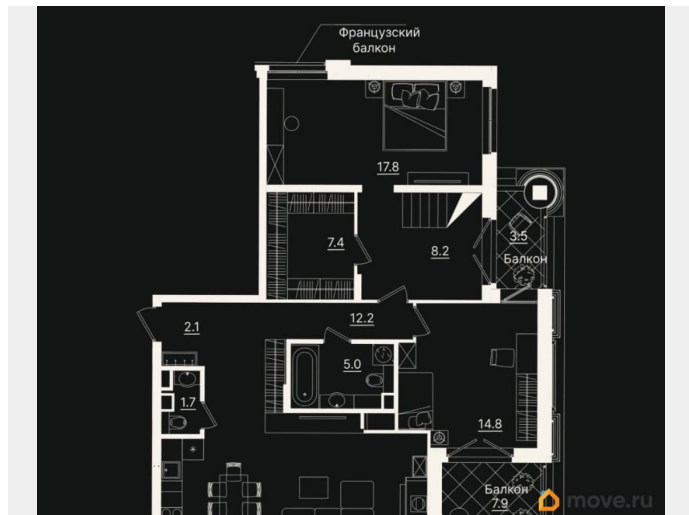 Французский
балкон
17.8
7.4
8.2
3.5
Балкон
12.2
2.1
5.0
1.7
14.8
Балкон
7.9
move.ru